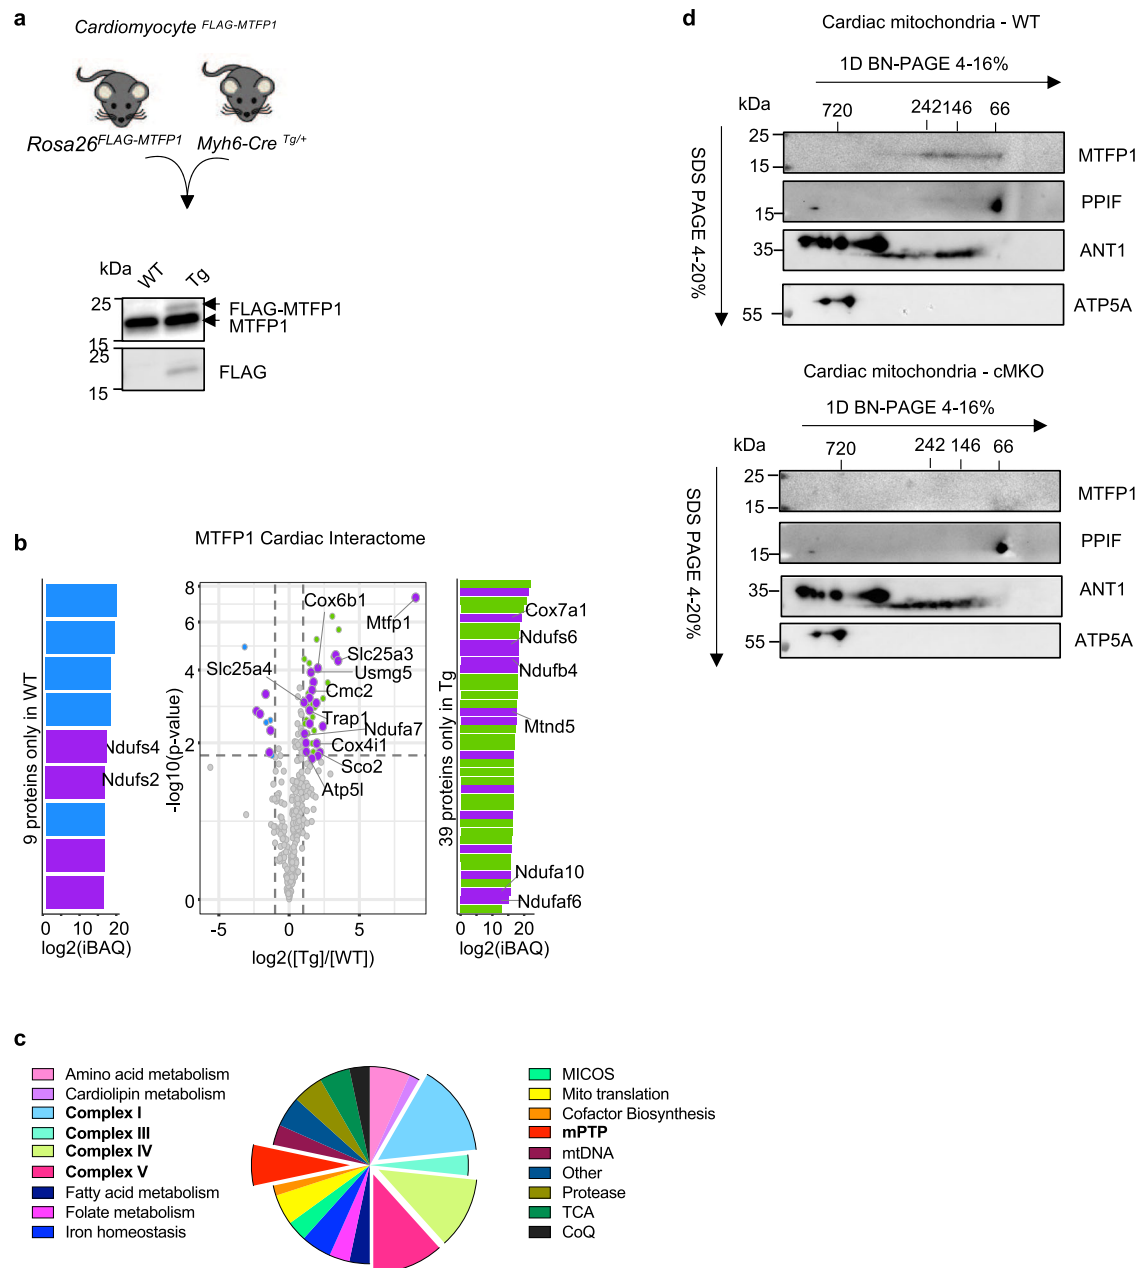 a
Cardiomyocyte FLAG-MTFP1
Rosa26FLAG-MTFP1
Myh6-Cre Tg/+
kDa
WT
Tg
25
FLAG-MTFP1
MTFP1
15
25
FLAG
15
b
MTFP1 Cardiac Interactome
9 proteins only in WT
Ndufs4
Ndufs2
0
10
20
log2(iBAQ)
-log10(p-value)
8
6
4
2
0
Cox6b1
Mtfp1
Slc25a3
Slc25a4
Usmg5
Cmc2
Trap1
Ndufa7
Cox4i1
Sco2
Atp5l
-5
0
5
log2([Tg]/[WT])
39 proteins only in Tg
Cox7a1
Ndufs6
Ndufb4
Mtnd5
Ndufa10
Ndufaf6
0
10
20
log2(iBAQ)
c
Amino acid metabolism
Cardiolipin metabolism
Complex I
Complex III
Complex IV
Complex V
Fatty acid metabolism
Folate metabolism
Iron homeostasis
MICOS
Mito translation
Cofactor Biosynthesis
mPTP
mtDNA
Other
Protease
TCA
CoQ
d
Cardiac mitochondria - WT
1D BN-PAGE 4-16%
kDa
720
242
146
66
SDS PAGE 4-20%
25
15
MTFP1
15
PPIF
35
ANT1
55
ATP5A
Cardiac mitochondria - cMKO
1D BN-PAGE 4-16%
kDa
720
242
146
66
SDS PAGE 4-20%
25
15
MTFP1
15
PPIF
35
ANT1
55
ATP5A